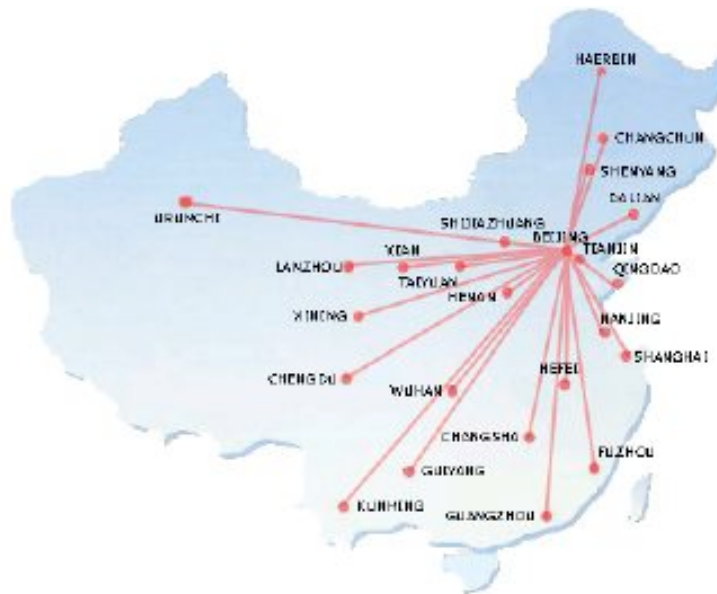 HAERBIN
CHANGCHUN
SHENYANG
DALIAN
URUNCHI
SHIJIAZHUANG
BEIJING
TIANJIN
XIAN
LANZHOU
TAIYUAN
QINGDAO
HENAN
XINING
NANJING
SHANGHAI
HEFEI
CHENGDU
WUHAN
CHANGSHA
FUZHOU
GUIYANG
KUNMING
GUANGZHOU